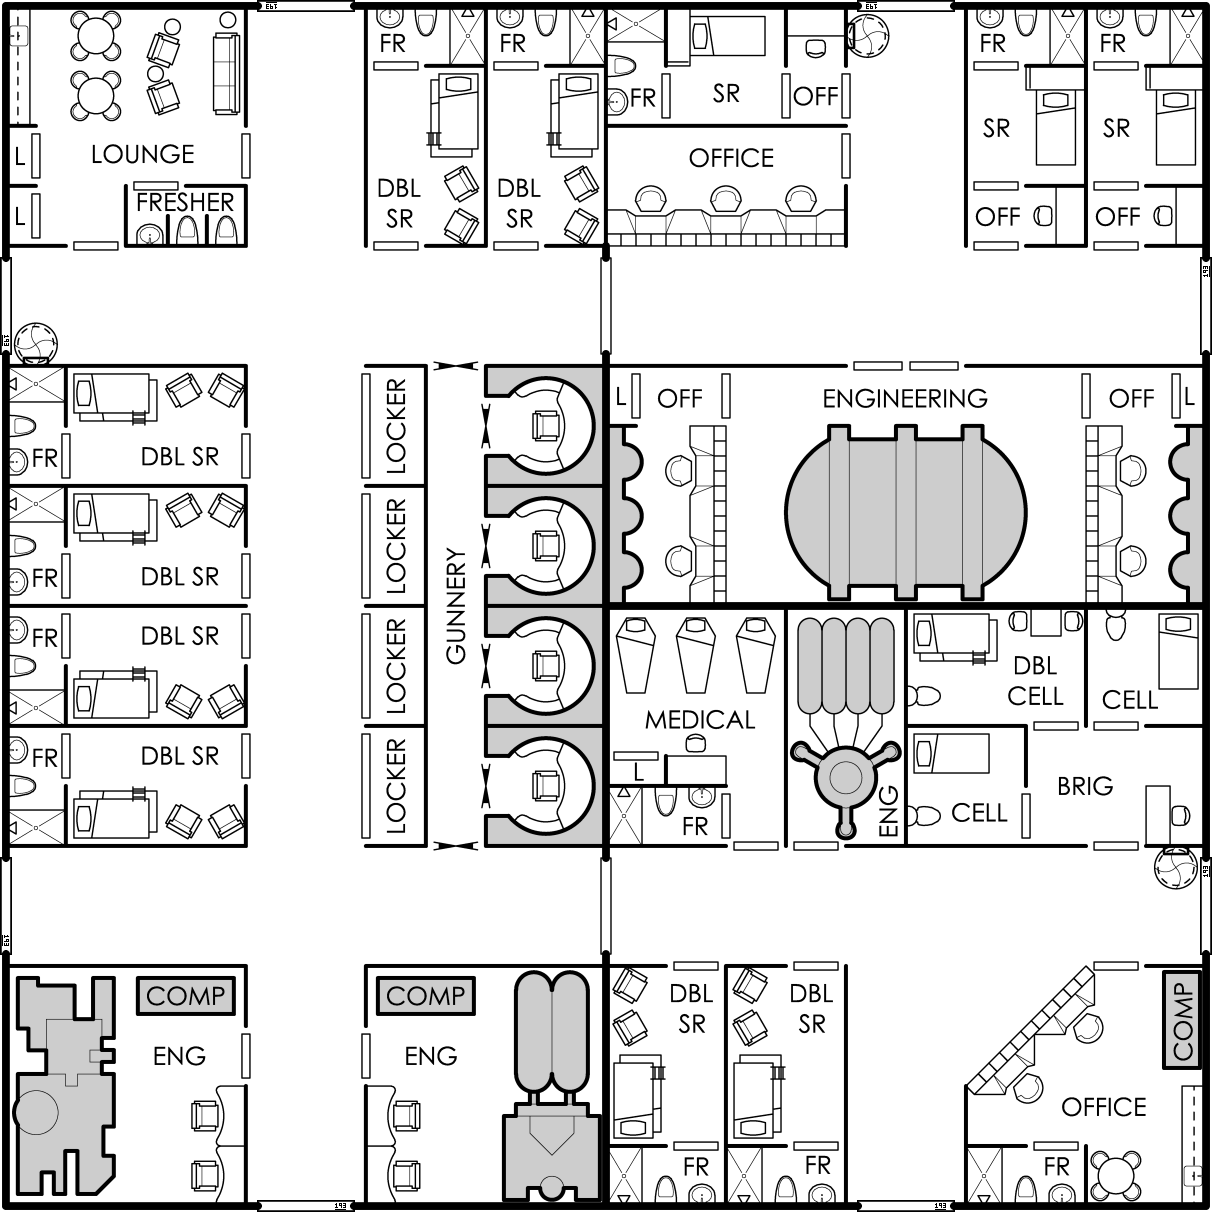 FR
FR
FR
SR
OFF
FR
FR
L
LOUNGE
OFFICE
SR
SR
L
FRESHER
DBL
SR
DBL
SR
OFF
OFF
LOCKER
L
OFF
ENGINEERING
OFF
L
FR
DBL SR
FR
DBL SR
LOCKER
GUNNERY
FR
DBL SR
LOCKER
MEDICAL
DBL
CELL
CELL
FR
DBL SR
LOCKER
L
FR
ENG
CELL
BRIG
COMP
ENG
COMP
ENG
DBL
SR
DBL
SR
COMP
OFFICE
FR
FR
FR